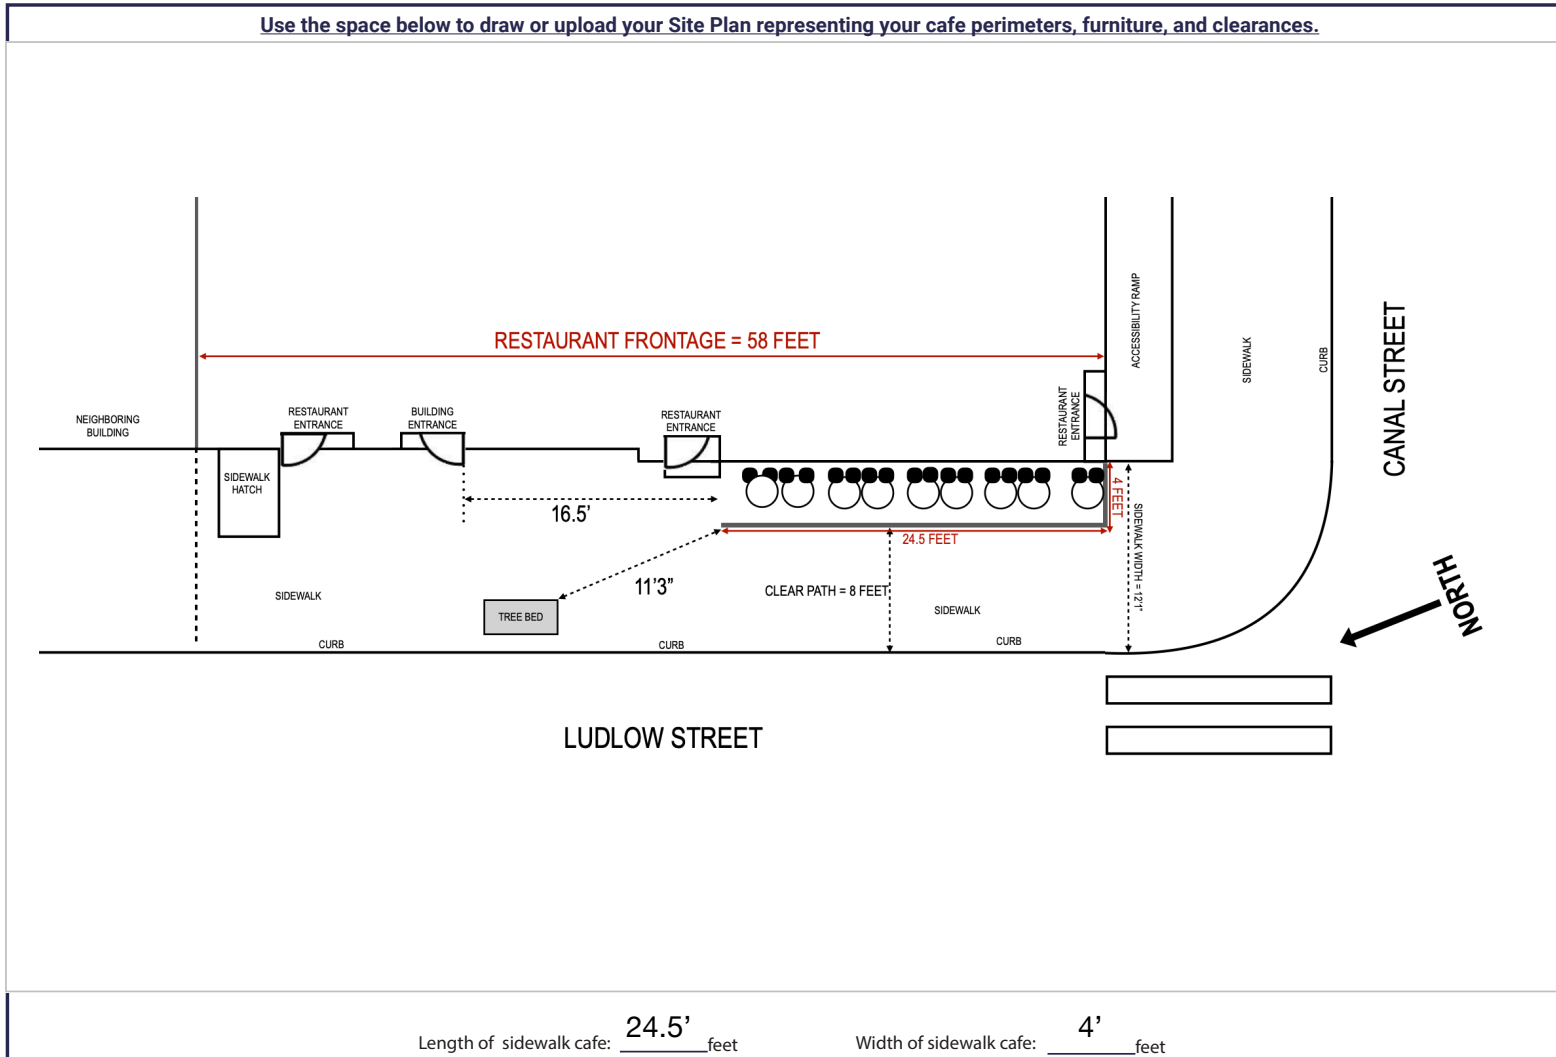 Use the space below to draw or upload your Site Plan representing your cafe perimeters, furniture, and clearances.
RESTAURANT FRONTAGE = 58 FEET
ACCESSIBILITY RAMP
SIDEWALK
CURB
CANAL STREET
NEIGHBORING
BUILDING
RESTAURANT
ENTRANCE
BUILDING
ENTRANCE
RESTAURANT
ENTRANCE
RESTAURANT
ENTRANCE
SIDEWALK
HATCH
16.5’
4 FEET
24.5 FEET
SIDEWALK WIDTH = 12'1"
11’3”
CLEAR PATH = 8 FEET
SIDEWALK
TREE BED
SIDEWALK
CURB
CURB
CURB
NORTH
LUDLOW STREET
Length of sidewalk cafe: 24.5’ feet
Width of sidewalk cafe: 4’ feet